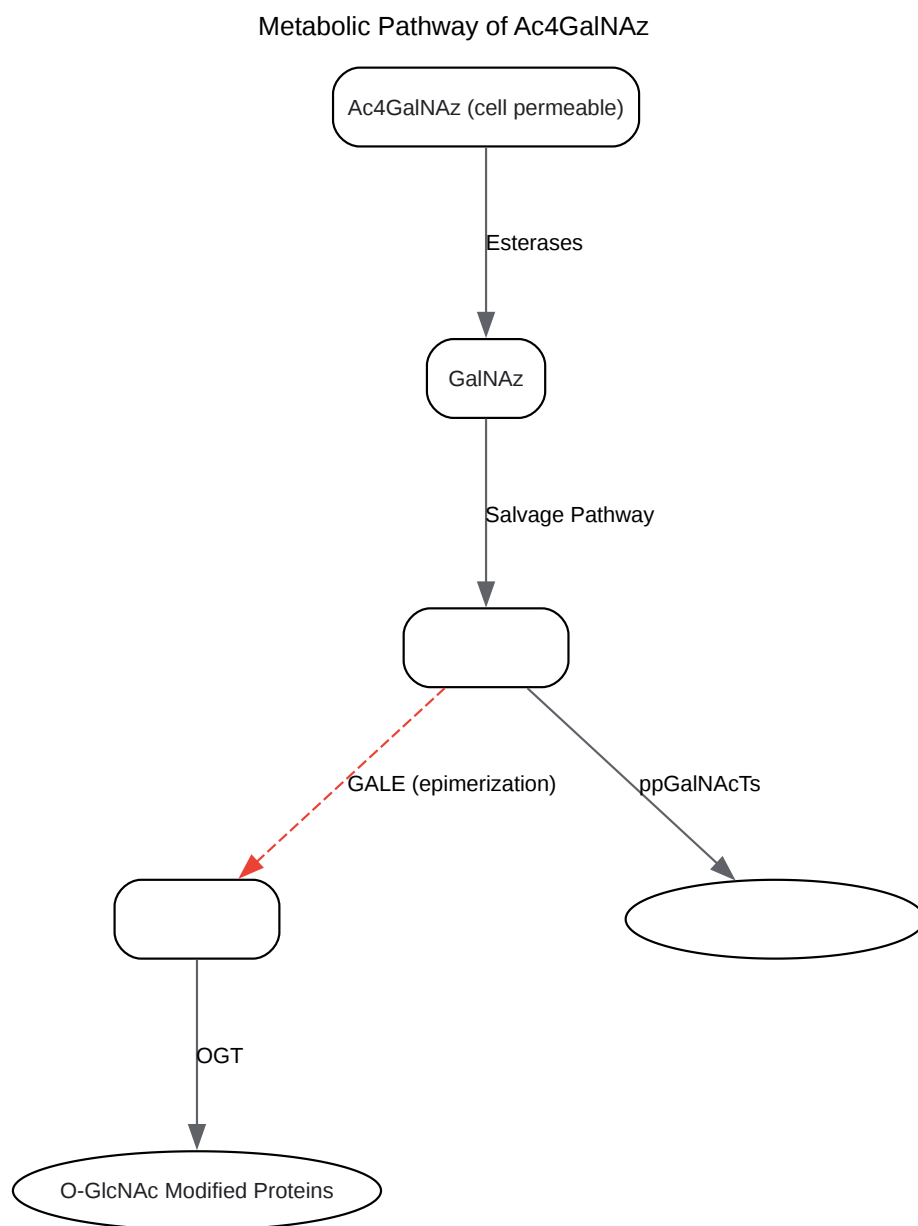 Metabolic Pathway of Ac4GalNAz
Ac4GalNAz (cell permeable)
Esterases
GalNAz
Salvage Pathway
GALE (epimerization)
ppGalNAcTs
OGT
O-GlcNAc Modified Proteins